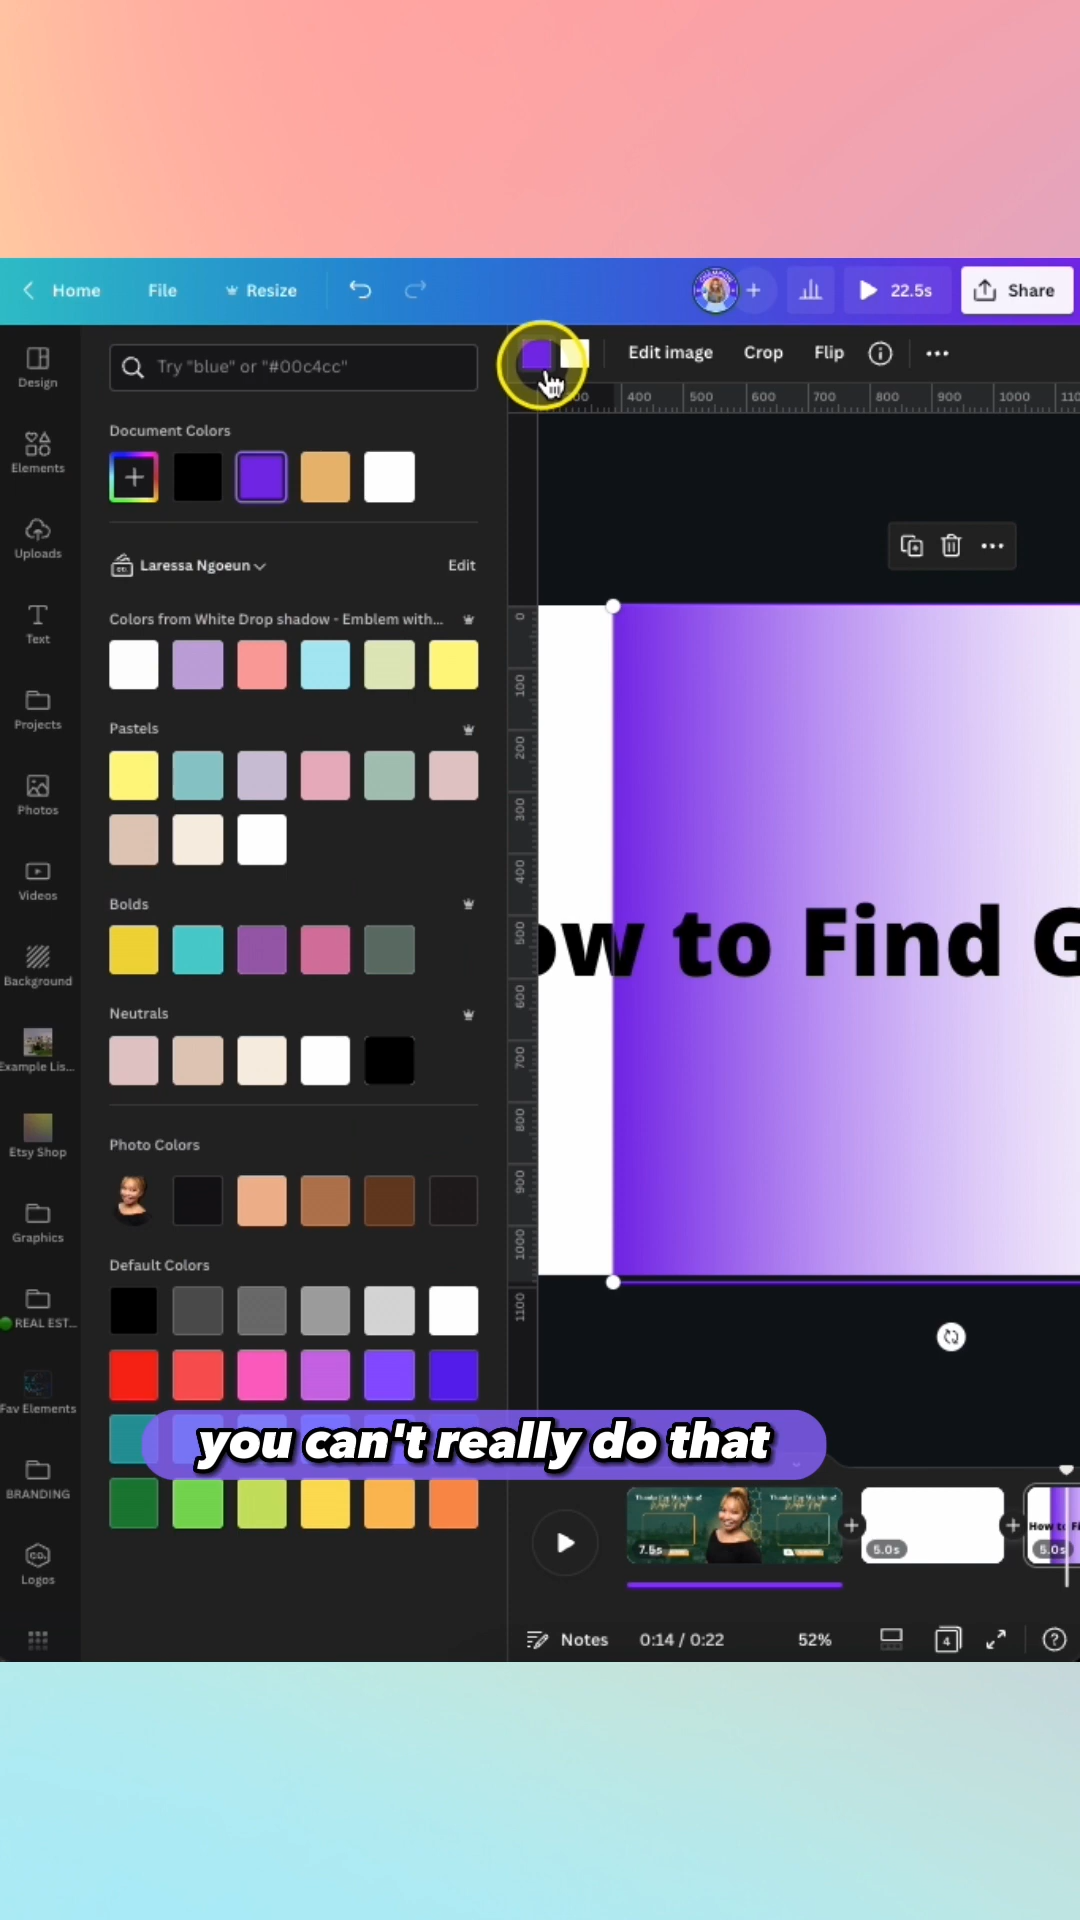 Home File Resize 22.5s Share
Try "blue" or "#00c4cc"
Edit image Crop Flip
400 500 600 700 800 900 1000
Design
Document Colors
Elements
Uploads
Laressa Ngoeun Edit
Colors from White Drop shadow - Emblem with...
Text
Projects
Pastels
Photos
Videos
Bolds
Background
Neutrals
Example Lis...
Etsy Shop
Photo Colors
Graphics
Default Colors
REAL EST...
Fav Elements
BRANDING
Logos
0
100
200
300
400
500
600
700
800
900
1000
1100
ow to Find G
you can't really do that
7.5s
5.0s
How to Fi
5.0s
Notes 0:14 / 0:22 52% 4